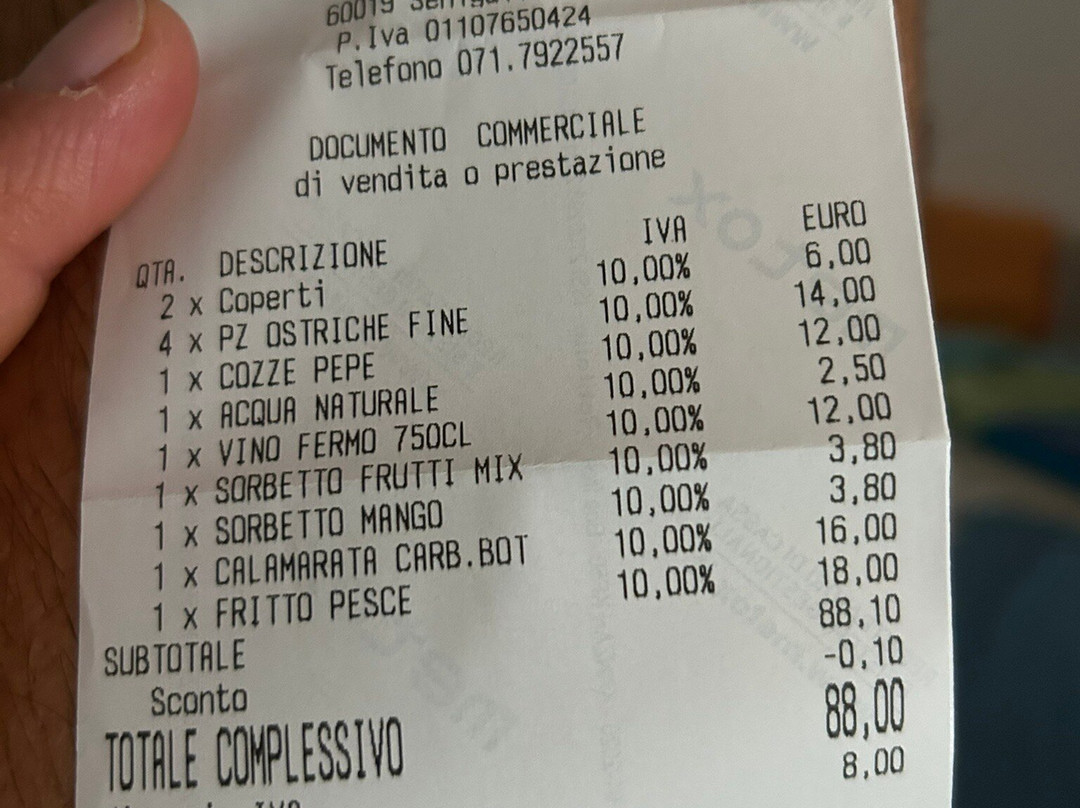 60019
P.Iva 01107650424
Telefono 071.7922557
DOCUMENTO COMMERCIALE
di vendita o prestazione
QTA. DESCRIZIONE IVA EURO
2 x Coperti 10,00% 6,00
4 x PZ OSTRICHE FINE 10,00% 14,00
1 x COZZE PEPE 10,00% 12,00
1 x ACQUA NATURALE 10,00% 2,50
1 x VINO FERMO 750CL 10,00% 12,00
1 x SORBETTO FRUTTI MIX 10,00% 3,80
1 x SORBETTO MANGO 10,00% 3,80
1 x CALAMARATA CARB.BOT 10,00% 16,00
1 x FRITTO PESCE 10,00% 18,00
SUBTOTALE 88,10
Sconto -0,10
TOTALE COMPLESSIVO 88,00
IVA 8,00